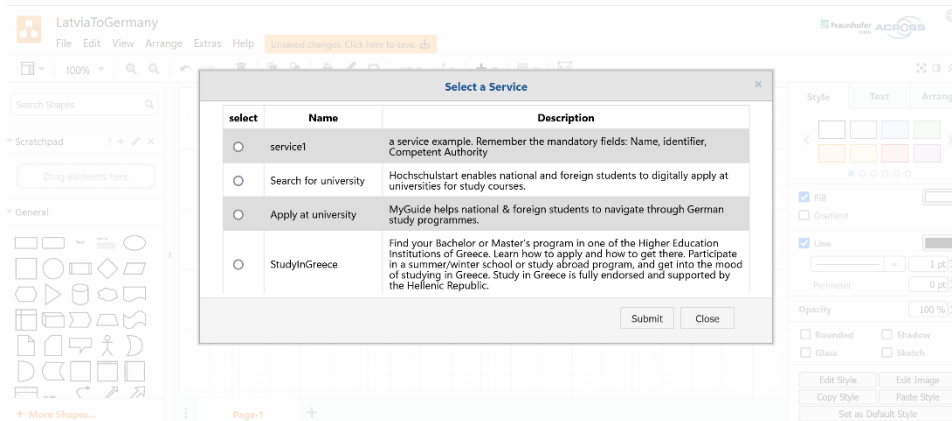 LatviaToGermany
File Edit View Arrange Extras Help Unsaved changes. Click here to save.
Fraunhofer
ACROSS
100%
Select a Service
×
select Name Description
service1
a service example. Remember the mandatory fields: Name, identifier,
Competent Authority
Search for university
Hochschulstart enables national and foreign students to digitally apply at
universities for study courses.
Apply at university
MyGuide helps national & foreign students to navigate through German
study programmes.
StudyInGreece
Find your Bachelor or Master's program in one of the Higher Education
Institutions of Greece. Learn how to apply and how to get there. Participate
in a summer/winter school or study abroad program, and get into the mood
of studying in Greece. Study in Greece is fully endorsed and supported by
the Hellenic Republic.
Submit Close
Search Shapes
Scratchpad
Drag elements here
General
+ More Shapes...
Page-1
Style Text Arrang
Fill
Gradient
Line
1 pt
Perimeter 0 pt
Opacity 100 %
Rounded Shadow
Glass Sketch
Edit Style Edit Image
Copy Style Paste Style
Set as Default Style